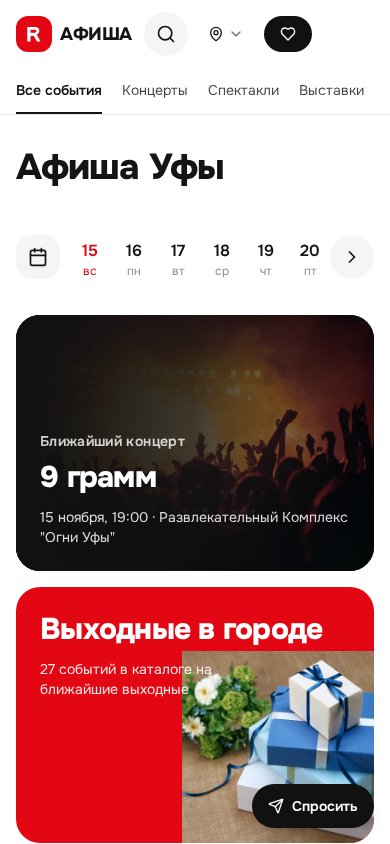 R АФИША
Все события Концерты Спектакли Выставки
Афиша Уфы
15 16 17 18 19 20
вс пн вт ср чт пт
Ближайший концерт
9 грамм
15 ноября, 19:00 · Развлекательный Комплекс
"Огни Уфы"
Выходные в городе
27 событий в каталоге на
ближайшие выходные
Спросить